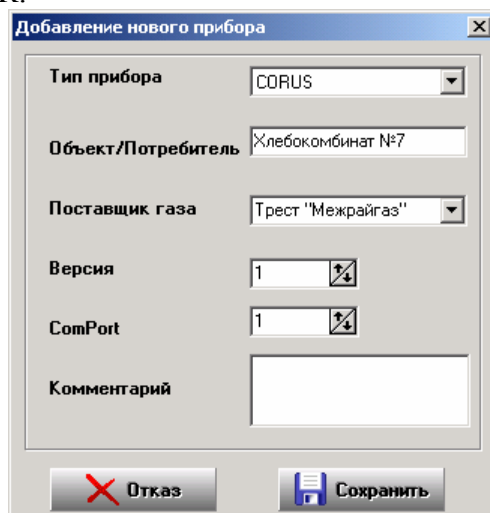 Добавление нового прибора
Тип прибора CORUS
Объект/Потребитель Хлебокомбинат №7
Поставщик газа Трест "Межрайгаз"
Версия 1
ComPort 1
Комментарий
Отказ Сохранить